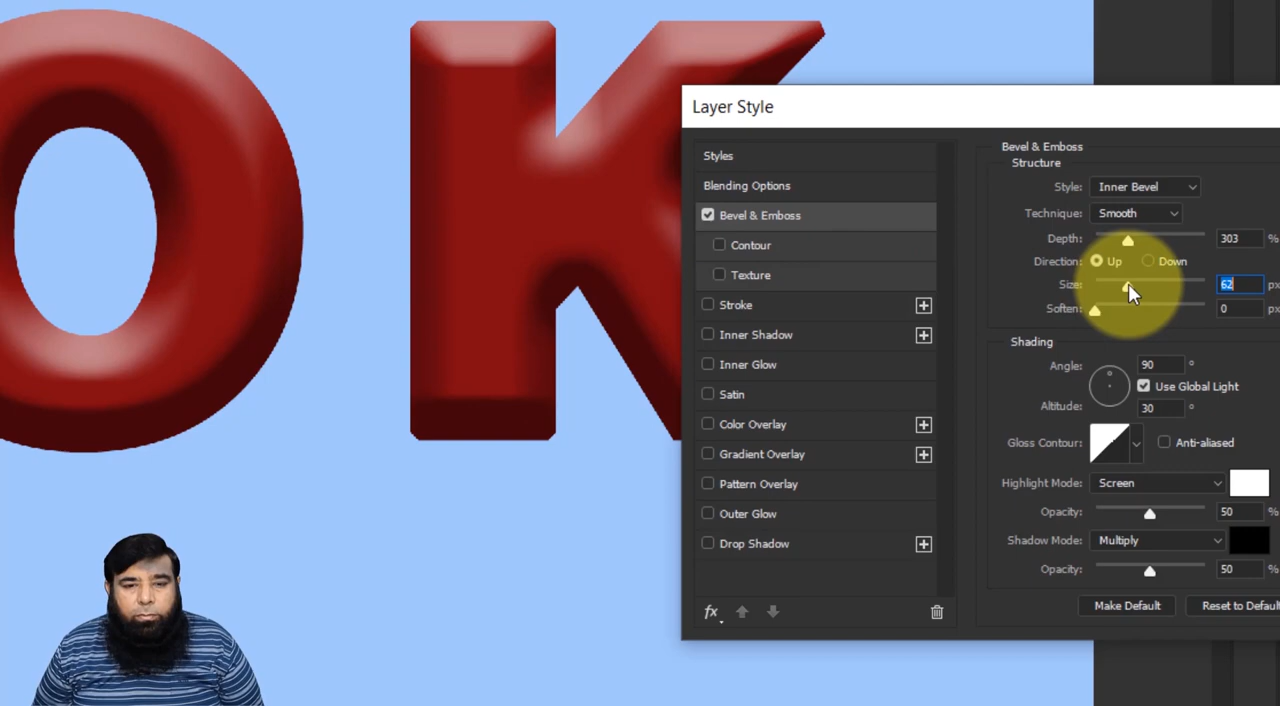 OK
Layer Style
Styles
Blending Options
Bevel & Emboss
Contour
Texture
Stroke
Inner Shadow
Inner Glow
Satin
Color Overlay
Gradient Overlay
Pattern Overlay
Outer Glow
Drop Shadow
fx
Bevel & Emboss
Structure
Style: Inner Bevel
Technique: Smooth
Depth: 303 %
Direction: Up Down
Size: 62 px
Soften: 0 px
Shading
Angle: 90 °
Use Global Light
Altitude: 30 °
Gloss Contour: Anti-aliased
Highlight Mode: Screen
Opacity: 50 %
Shadow Mode: Multiply
Opacity: 50 %
Make Default Reset to Default